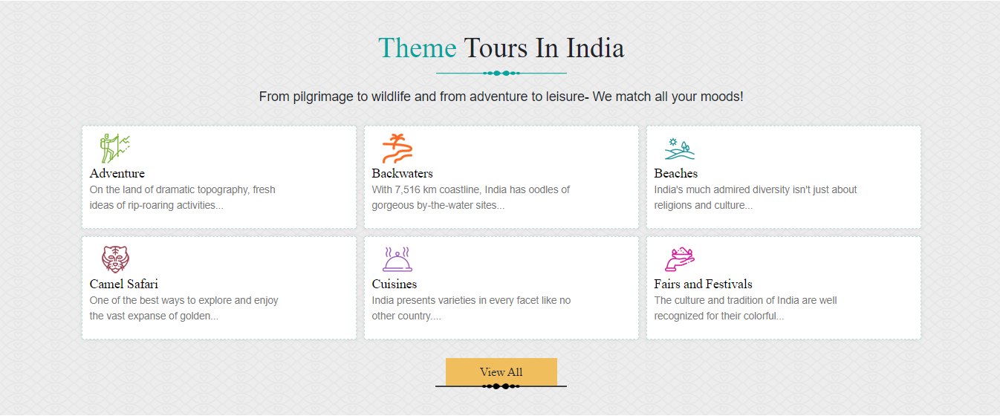 Theme Tours In India
From pilgrimage to wildlife and from adventure to leisure- We match all your moods!
Adventure
On the land of dramatic topography, fresh
ideas of rip-roaring activities...
Backwaters
With 7,516 km coastline, India has oodles of
gorgeous by-the-water sites...
Beaches
India's much admired diversity isn't just about
religions and culture...
Camel Safari
One of the best ways to explore and enjoy
the vast expanse of golden...
Cuisines
India presents varieties in every facet like no
other country....
Fairs and Festivals
The culture and tradition of India are well
recognized for their colorful...
View All